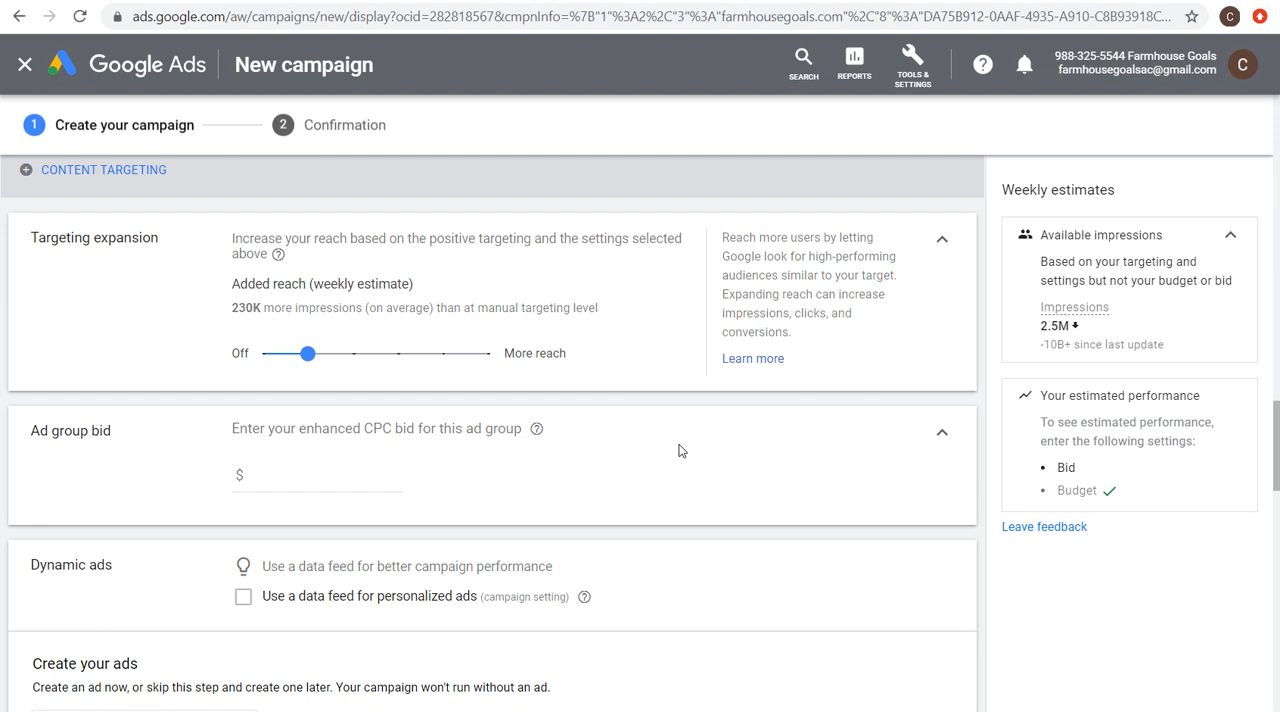 ads.google.com/aw/campaigns/new/display?ocid=282818567&cmpnInfo=%7B"1"%3A2%2C"3"%3A"farmhousegoals.com"%2C"8"%3A"DA75B912-0AAF-4935-A910-C8B93918C...
C
Google Ads
New campaign
SEARCH
REPORTS
TOOLS &
SETTINGS
988-325-5544 Farmhouse Goals
farmhousegoalsac@gmail.com
C
1 Create your campaign
2 Confirmation
CONTENT TARGETING
Targeting expansion
Increase your reach based on the positive targeting and the settings selected
above
Added reach (weekly estimate)
230K more impressions (on average) than at manual targeting level
Off
More reach
Reach more users by letting
Google look for high-performing
audiences similar to your target.
Expanding reach can increase
impressions, clicks, and
conversions.
Learn more
Ad group bid
Enter your enhanced CPC bid for this ad group
$
Dynamic ads
Use a data feed for better campaign performance
Use a data feed for personalized ads (campaign setting)
Create your ads
Create an ad now, or skip this step and create one later. Your campaign won't run without an ad.
Weekly estimates
Available impressions
Based on your targeting and
settings but not your budget or bid
Impressions
2.5M
-10B+ since last update
Your estimated performance
To see estimated performance,
enter the following settings:
• Bid
• Budget
Leave feedback